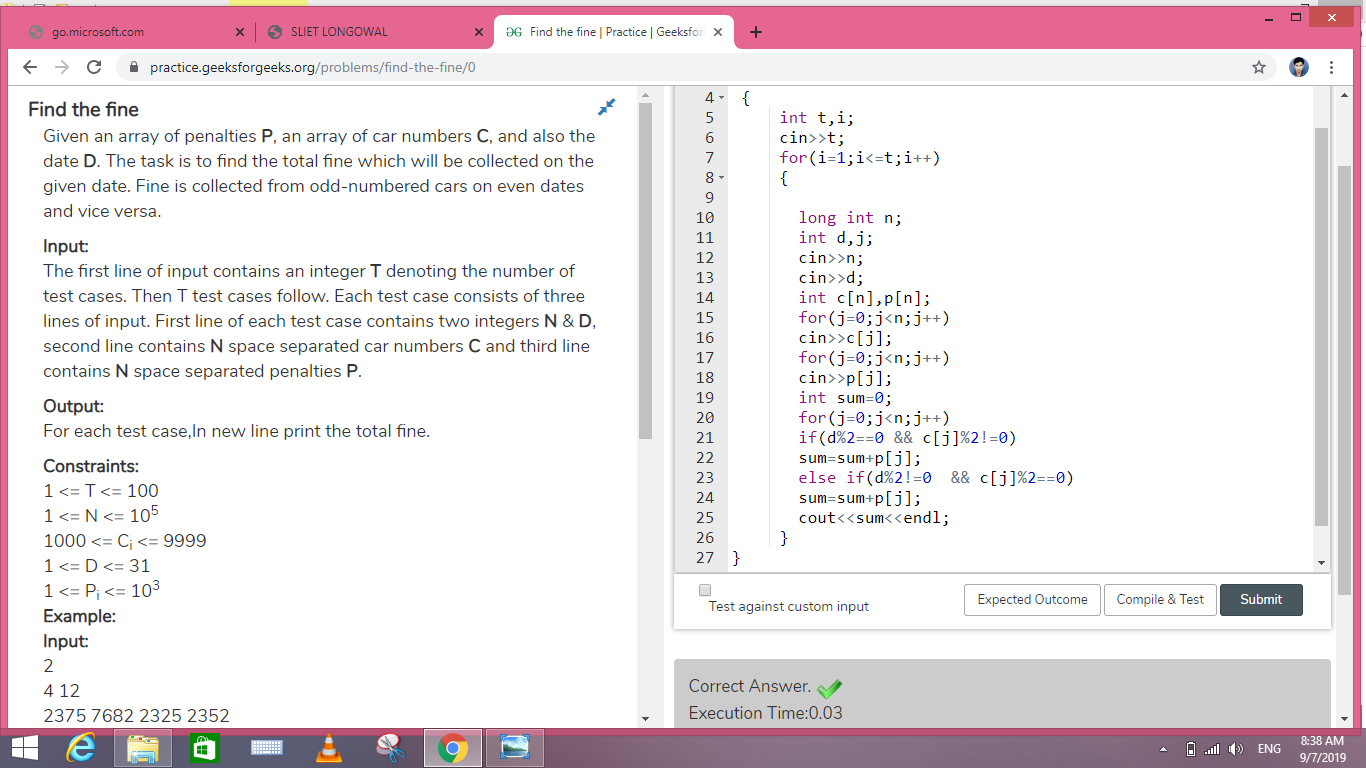 go.microsoft.com
SLIET LONGOWAL
Find the fine | Practice | Geeksfor
practice.geeksforgeeks.org/problems/find-the-fine/0
Find the fine
Given an array of penalties P, an array of car numbers C, and also the
date D. The task is to find the total fine which will be collected on the
given date. Fine is collected from odd-numbered cars on even dates
and vice versa.
Input:
The first line of input contains an integer T denoting the number of
test cases. Then T test cases follow. Each test case consists of three
lines of input. First line of each test case contains two integers N & D,
second line contains N space separated car numbers C and third line
contains N space separated penalties P.
Output:
For each test case,In new line print the total fine.
Constraints:
1 <= T <= 100
1 <= N <= 10⁵
1000 <= Cᵢ <= 9999
1 <= D <= 31
1 <= Pᵢ <= 10³
Example:
Input:
2
4 12
2375 7682 2325 2352
4 {
5 int t,i;
6 cin>>t;
7 for(i=1;i<=t;i++)
8 {
9
10 long int n;
11 int d,j;
12 cin>>n;
13 cin>>d;
14 int c[n],p[n];
15 for(j=0;j<n;j++)
16 cin>>c[j];
17 for(j=0;j<n;j++)
18 cin>>p[j];
19 int sum=0;
20 for(j=0;j<n;j++)
21 if(d%2==0 && c[j]%2!=0)
22 sum=sum+p[j];
23 else if(d%2!=0  && c[j]%2==0)
24 sum=sum+p[j];
25 cout<<sum<<endl;
26 }
27 }
Test against custom input
Expected Outcome
Compile & Test
Submit
Correct Answer.
Execution Time:0.03
ENG
8:38 AM
9/7/2019